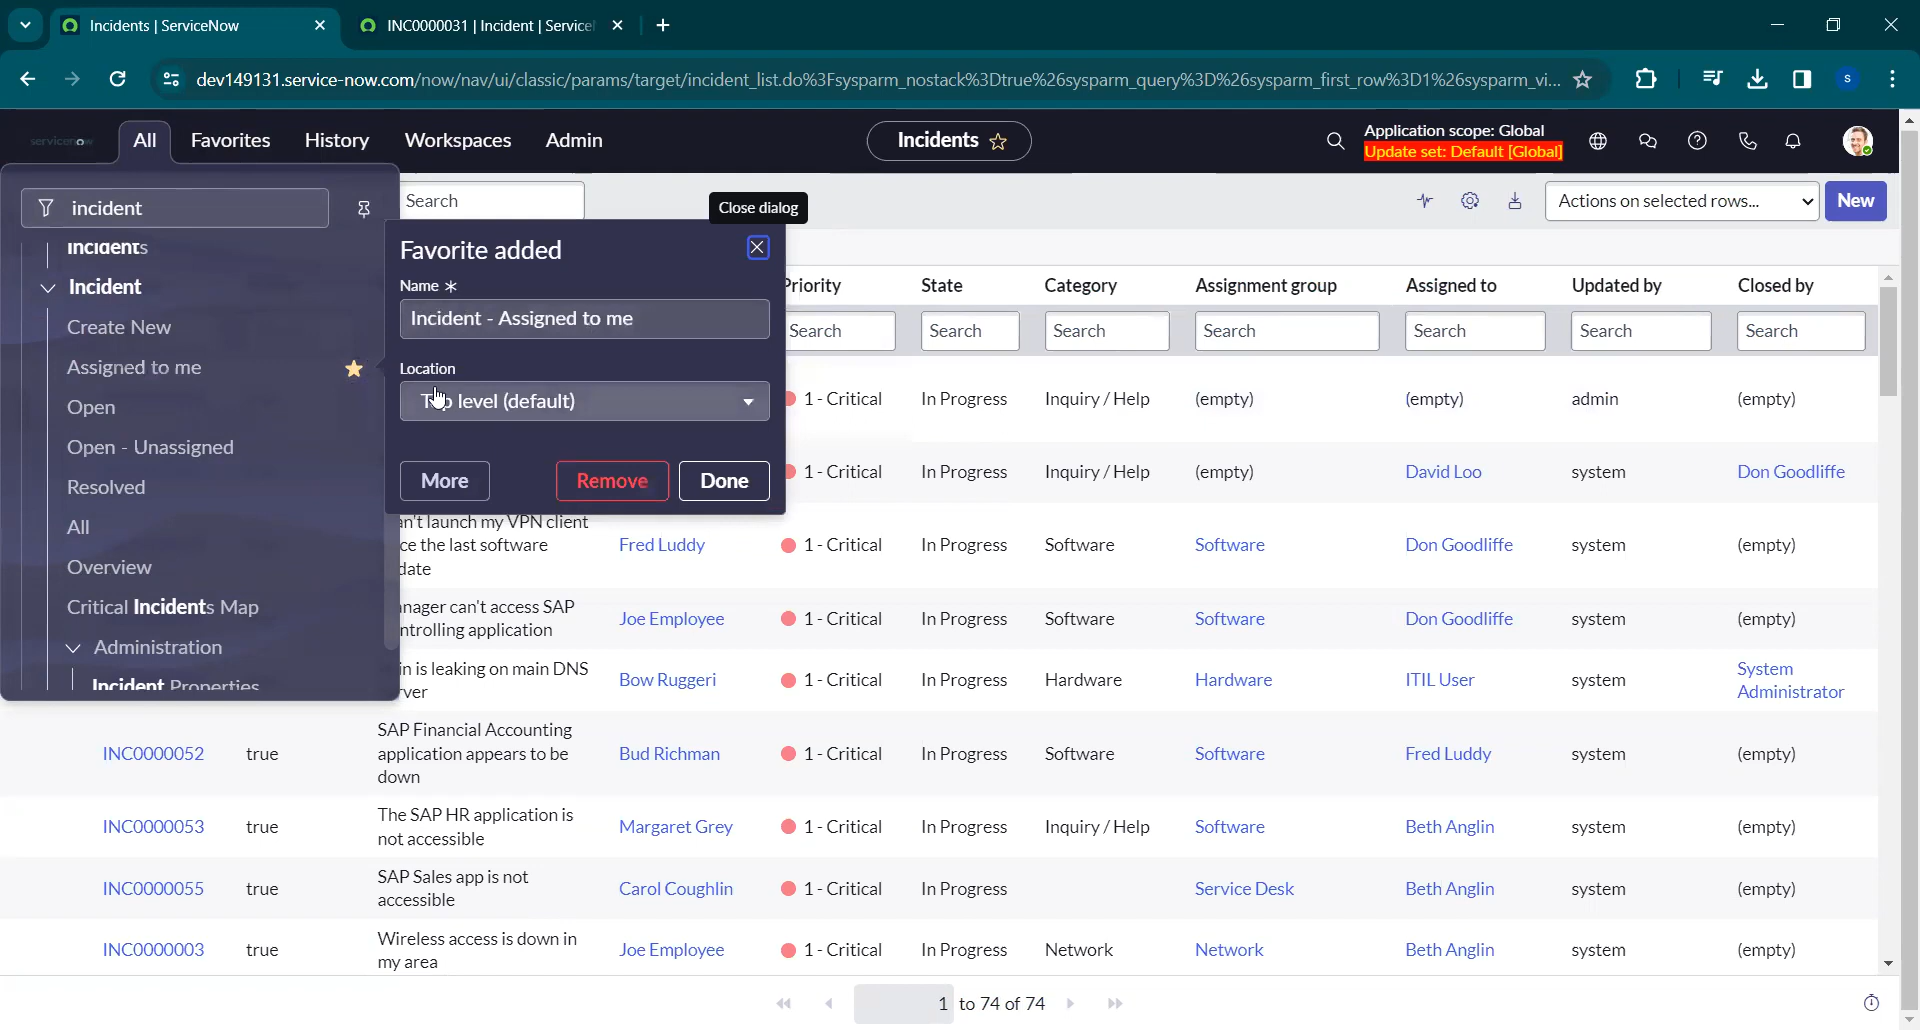 Incidents | ServiceNow
INC0000031 | Incident | Service
dev149131.service-now.com/now/nav/ui/classic/params/target/incident_list.do%3Fsysparm_nostack%3Dtrue%26sysparm_query%3D%26sysparm_first_row%3D1%26sysparm_vi...
S
servicenow
All
Favorites
History
Workspaces
Admin
Incidents
Application scope: Global
Update set: Default [Global]
incident
Search
Close dialog
Actions on selected rows...
New
Incidents
Incident
Create New
Assigned to me
Open
Open - Unassigned
Resolved
All
Overview
Critical Incidents Map
Administration
Incident Properties
Favorite added
Name
Incident - Assigned to me
Location
Top level (default)
More
Remove
Done
Priority State Category Assignment group Assigned to Updated by Closed by
Search Search Search Search Search Search Search
1 - Critical In Progress Inquiry / Help (empty) (empty) admin (empty)
1 - Critical In Progress Inquiry / Help (empty) David Loo system Don Goodliffe
an't launch my VPN client
ce the last software
date
Fred Luddy 1 - Critical In Progress Software Software Don Goodliffe system (empty)
anager can't access SAP
ntrolling application
Joe Employee 1 - Critical In Progress Software Software Don Goodliffe system (empty)
in is leaking on main DNS
rver
Bow Ruggeri 1 - Critical In Progress Hardware Hardware ITIL User system System
Administrator
INC0000052 true SAP Financial Accounting
application appears to be
down
Bud Richman 1 - Critical In Progress Software Software Fred Luddy system (empty)
INC0000053 true The SAP HR application is
not accessible
Margaret Grey 1 - Critical In Progress Inquiry / Help Software Beth Anglin system (empty)
INC0000055 true SAP Sales app is not
accessible
Carol Coughlin 1 - Critical In Progress Service Desk Beth Anglin system (empty)
INC0000003 true Wireless access is down in
my area
Joe Employee 1 - Critical In Progress Network Network Beth Anglin system (empty)
1 to 74 of 74